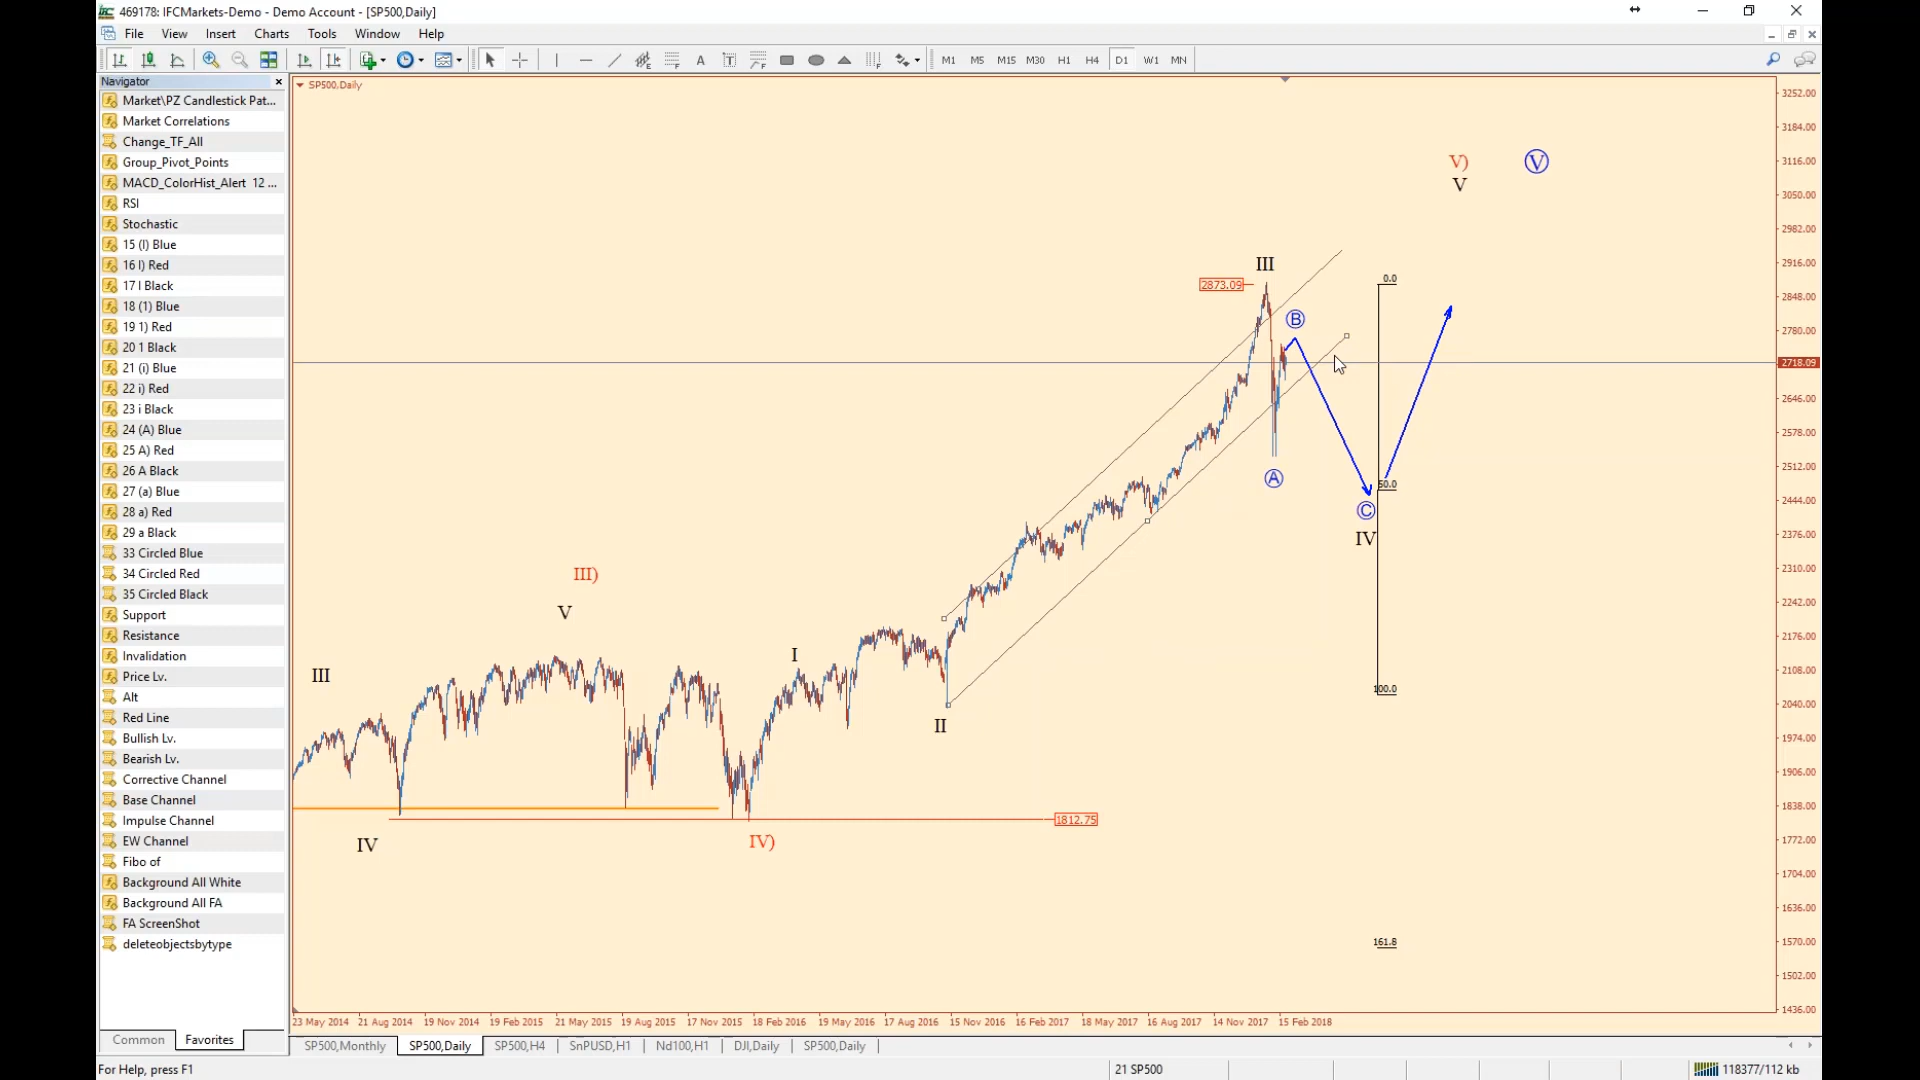 469178: IFCMarkets-Demo - Demo Account - [SP500,Daily]
File View Insert Charts Tools Window Help
A T M1 M5 M15 M30 H1 H4 D1 W1 MN
Navigator
Market\PZ Candlestick Pat...
Market Correlations
Change_TF_All
Group_Pivot_Points
MACD_ColorHist_Alert 12 ...
RSI
Stochastic
15 (I) Blue
16 I) Red
17 I Black
18 (1) Blue
19 1) Red
20 1 Black
21 (i) Blue
22 i) Red
23 i Black
24 (A) Blue
25 A) Red
26 A Black
27 (a) Blue
28 a) Red
29 a Black
33 Circled Blue
34 Circled Red
35 Circled Black
Support
Resistance
Invalidation
Price Lv.
Alt
Red Line
Bullish Lv.
Bearish Lv.
Corrective Channel
Base Channel
Impulse Channel
EW Channel
Fibo of
Background All White
Background All FA
FA ScreenShot
deleteobjectsbytype
Common Favorites
SP500,Daily
V) V
V
III
2873.09
B
A
C
IV
0.0
50.0
100.0
161.8
III)
V
III
I
II
IV
IV)
1812.75
3252.00
3184.00
3116.00
3050.00
2982.00
2916.00
2848.00
2780.00
2718.09
2646.00
2578.00
2512.00
2444.00
2376.00
2310.00
2242.00
2176.00
2108.00
2040.00
1974.00
1906.00
1838.00
1772.00
1704.00
1636.00
1570.00
1502.00
1436.00
23 May 2014 21 Aug 2014 19 Nov 2014 19 Feb 2015 21 May 2015 19 Aug 2015 17 Nov 2015 18 Feb 2016 19 May 2016 17 Aug 2016 15 Nov 2016 16 Feb 2017 18 May 2017 16 Aug 2017 14 Nov 2017 15 Feb 2018
SP500,Monthly SP500,Daily SP500,H4 SnPUSD,H1 Nd100,H1 DJI,Daily SP500,Daily
For Help, press F1 21 SP500 118377/112 kb